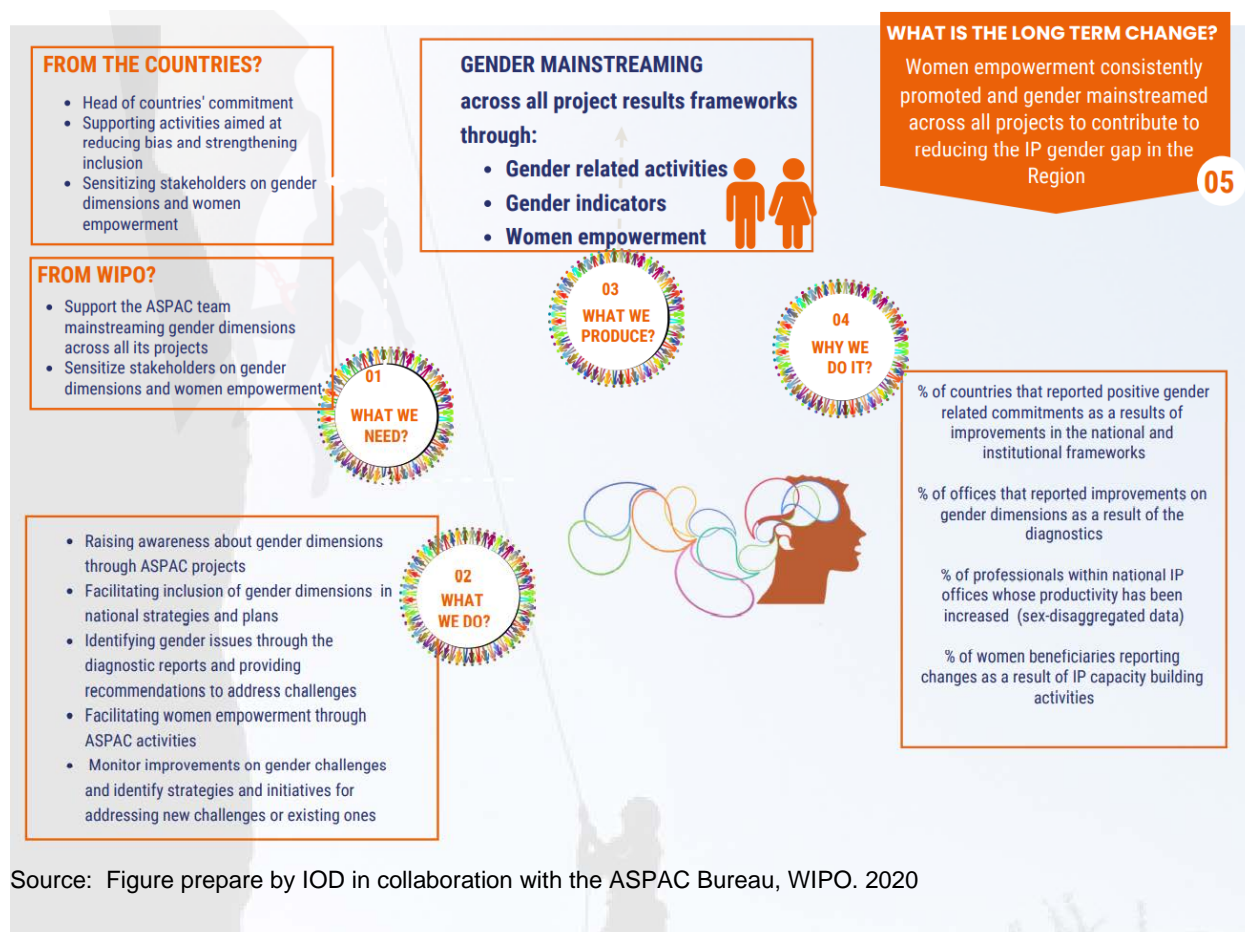 FROM THE COUNTRIES?
• Head of countries' commitment
• Supporting activities aimed at
reducing bias and strengthening
inclusion
• Sensitizing stakeholders on gender
dimensions and women
empowerment
FROM WIPO?
• Support the ASPAC team
mainstreaming gender dimensions
across all its projects
• Sensitize stakeholders on gender
dimensions and women empowerment
01
WHAT WE
NEED?
• Raising awareness about gender dimensions
through ASPAC projects
• Facilitating inclusion of gender dimensions in
national strategies and plans
• Identifying gender issues through the
diagnostic reports and providing
recommendations to address challenges
• Facilitating women empowerment through
ASPAC activities
• Monitor improvements on gender challenges
and identify strategies and initiatives for
addressing new challenges or existing ones
02
WHAT
WE DO?
GENDER MAINSTREAMING
across all project results frameworks
through:
• Gender related activities
• Gender indicators
• Women empowerment
03
WHAT WE
PRODUCE?
04
WHY WE
DO IT?
% of countries that reported positive gender
related commitments as a results of
improvements in the national and
institutional frameworks
% of offices that reported improvements on
gender dimensions as a result of the
diagnostics
% of professionals within national IP
offices whose productivity has been
increased (sex-disaggregated data)
% of women beneficiaries reporting
changes as a result of IP capacity building
activities
WHAT IS THE LONG TERM CHANGE?
Women empowerment consistently
promoted and gender mainstreamed
across all projects to contribute to
reducing the IP gender gap in the
Region
05
Source: Figure prepare by IOD in collaboration with the ASPAC Bureau, WIPO. 2020